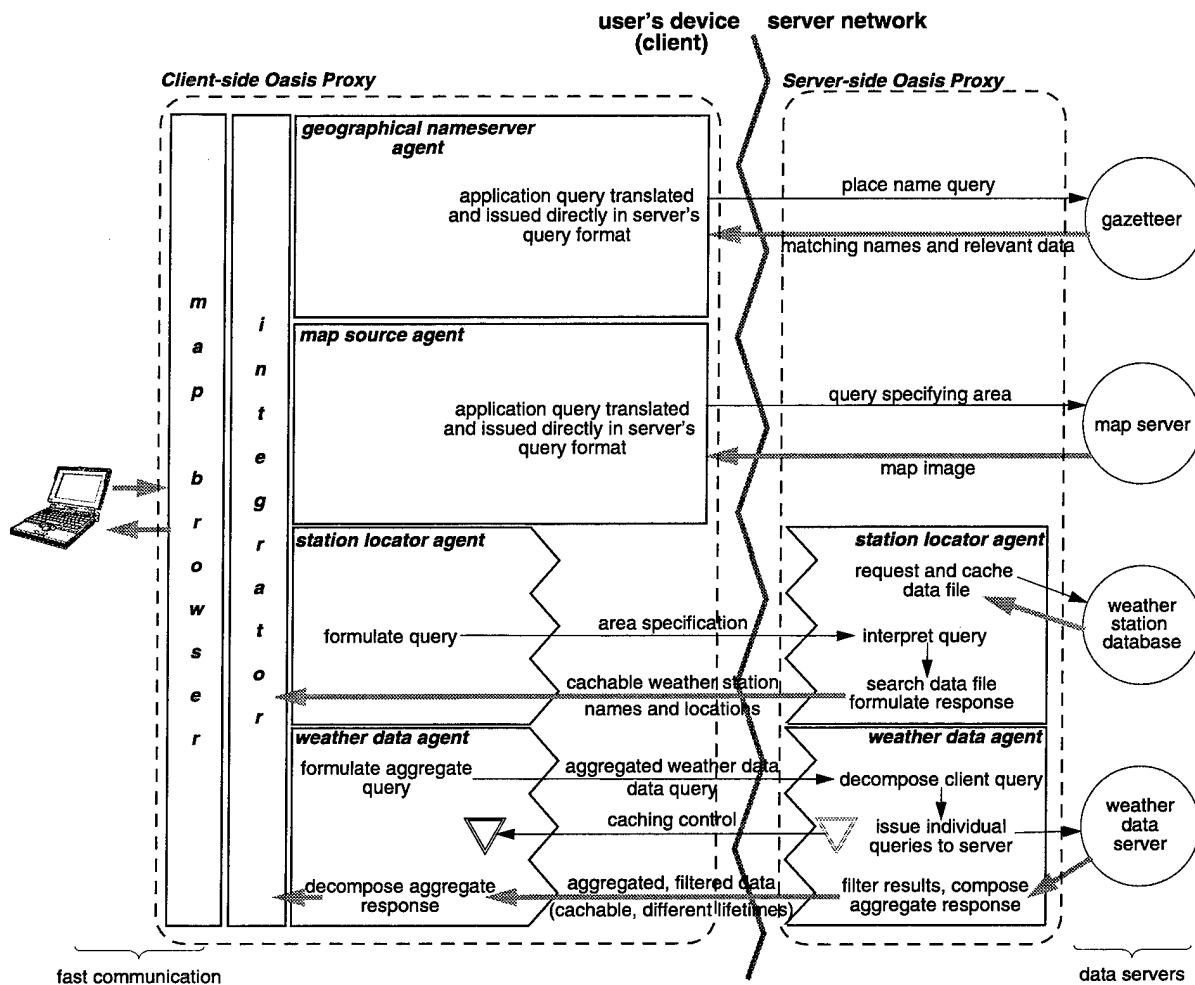 user's device
(client)
server network
Client-side Oasis Proxy
Server-side Oasis Proxy
map browser
integrator
geographical nameserver
agent
application query translated
and issued directly in server's
query format
place name query
matching names and relevant data
gazetteer
map source agent
application query translated
and issued directly in server's
query format
query specifying area
map image
map server
station locator agent
formulate query
area specification
cachable weather station
names and locations
station locator agent
request and cache
data file
interpret query
search data file
formulate response
weather
station
database
weather data agent
formulate aggregate
query
aggregated weather data
data query
caching control
decompose aggregate
response
aggregated, filtered data
(cachable, different lifetimes)
weather data agent
decompose client query
issue individual
queries to server
filter results, compose
aggregate response
weather
data
server
fast communication
data servers